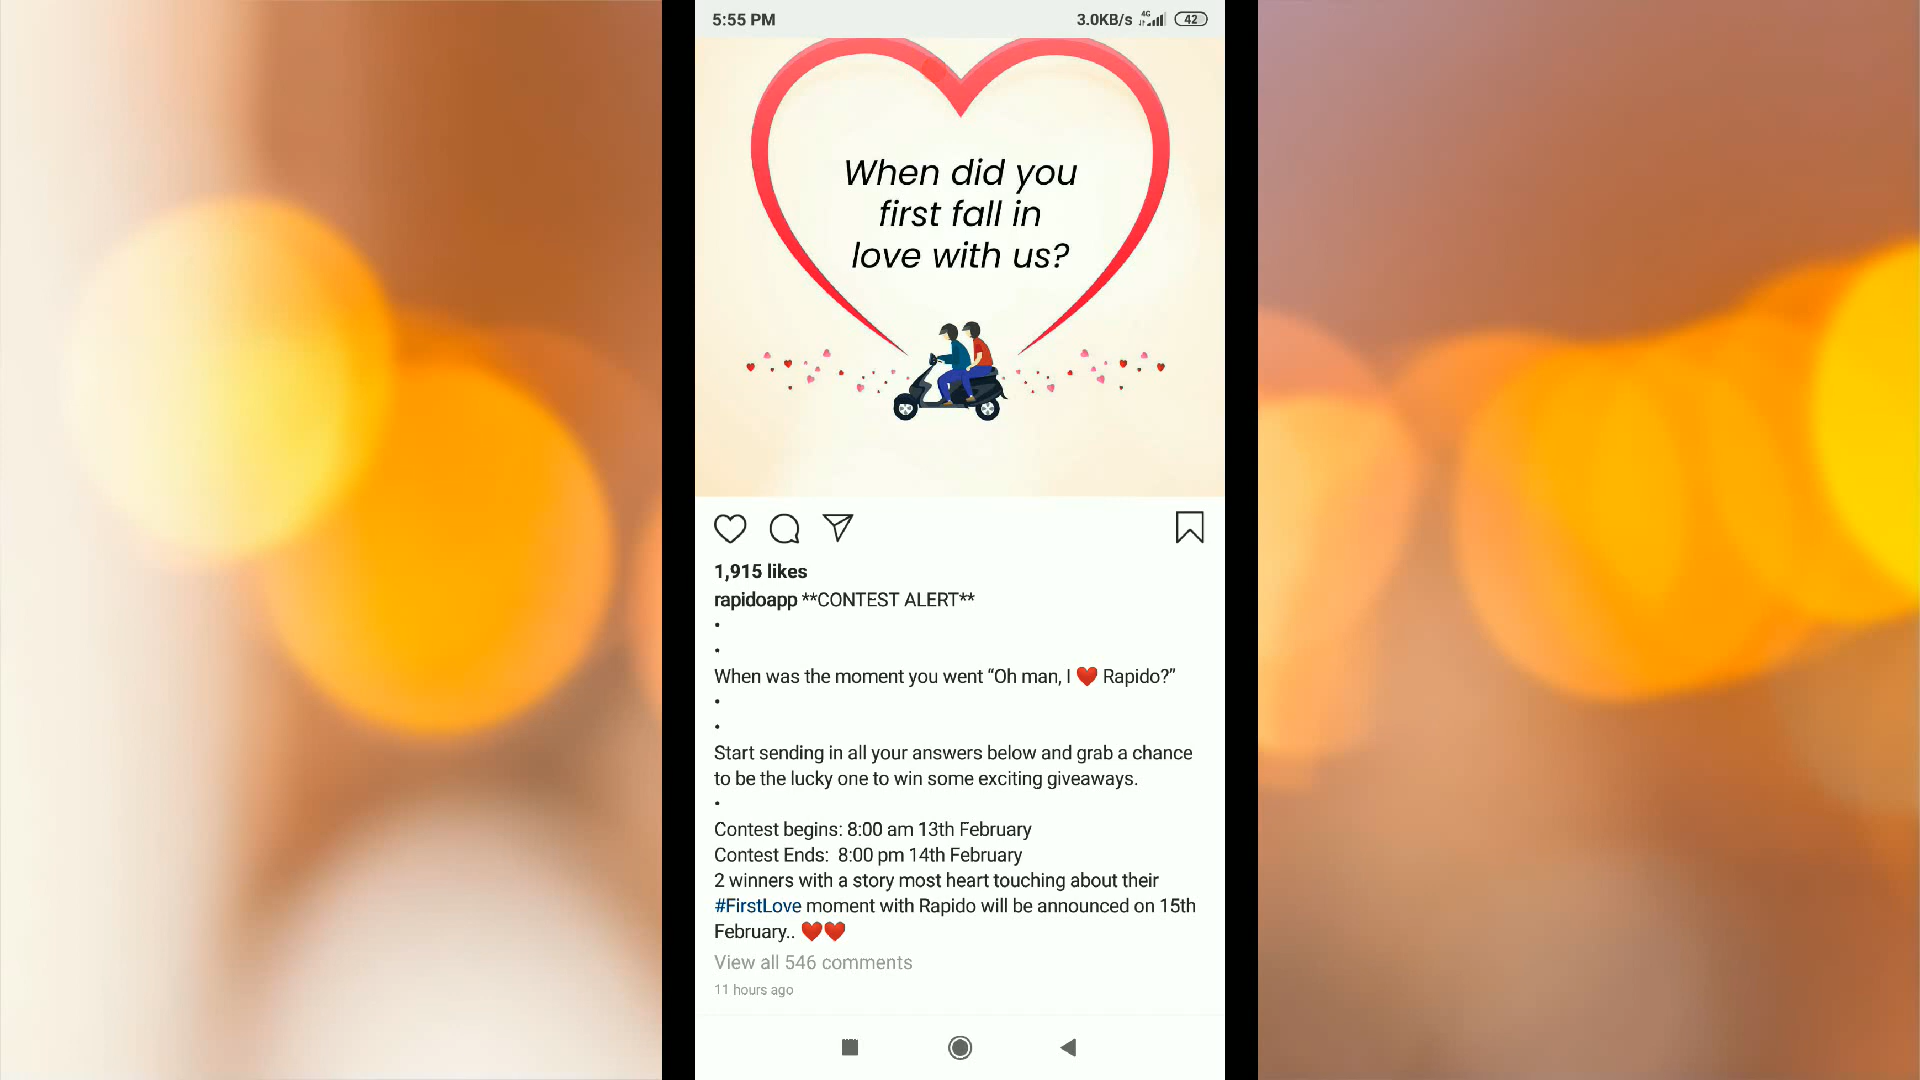 5:55 PM
3.0KB/s 4G 42
When did you
first fall in
love with us?
1,915 likes
rapidoapp **CONTEST ALERT**
•
•
When was the moment you went “Oh man, I ❤️ Rapido?”
•
•
Start sending in all your answers below and grab a chance
to be the lucky one to win some exciting giveaways.
•
Contest begins: 8:00 am 13th February
Contest Ends:  8:00 pm 14th February
2 winners with a story most heart touching about their
#FirstLove moment with Rapido will be announced on 15th
February.. ❤️❤️
View all 546 comments
11 hours ago